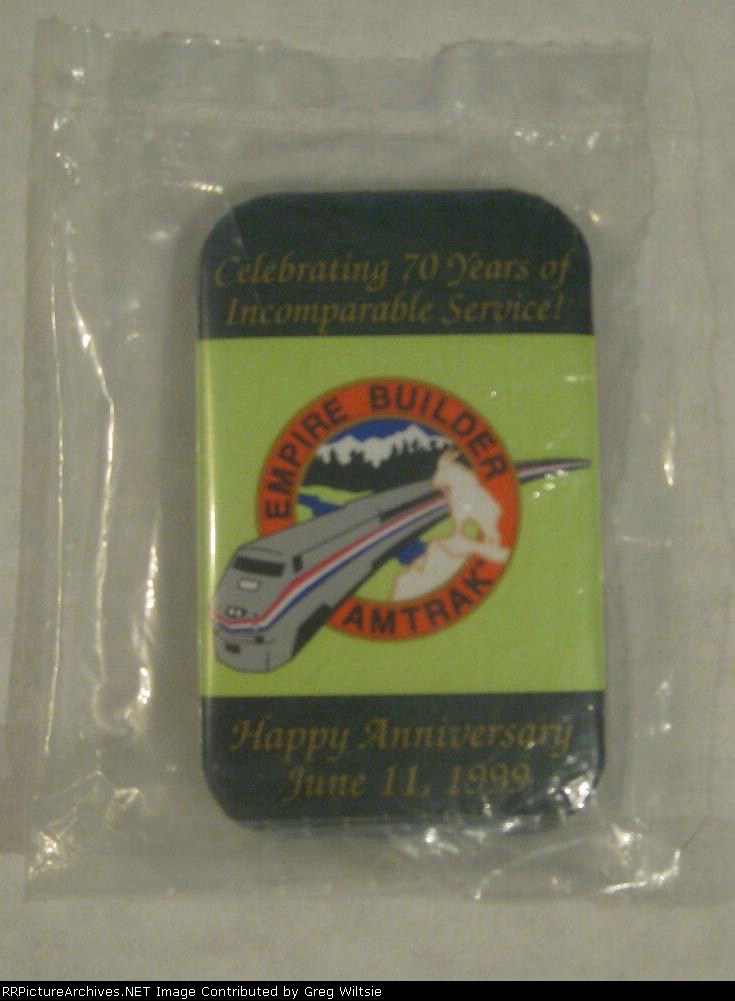 Celebrating 70 Years of
Incomparable Service!
EMPIRE BUILDER
AMTRAK
Happy Anniversary
June 11, 1999
RRPictureArchives.NET Image Contributed by Greg Wiltsie